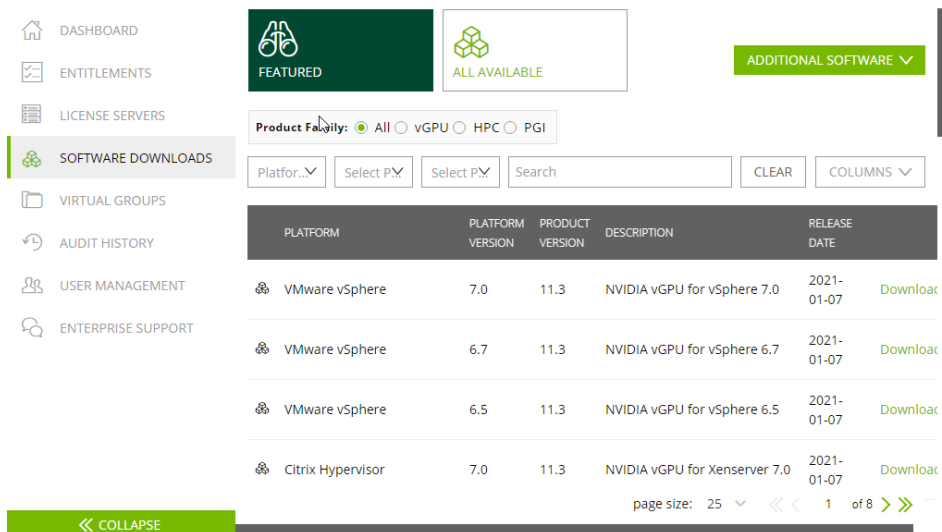 DASHBOARD
ENTITLEMENTS
LICENSE SERVERS
SOFTWARE DOWNLOADS
VIRTUAL GROUPS
AUDIT HISTORY
USER MANAGEMENT
ENTERPRISE SUPPORT
COLLAPSE
FEATURED
ALL AVAILABLE
ADDITIONAL SOFTWARE
Product Family: All vGPU HPC PGI
Platfor... Select P... Select P... Search CLEAR COLUMNS
PLATFORM PLATFORM VERSION PRODUCT VERSION DESCRIPTION RELEASE DATE
VMware vSphere 7.0 11.3 NVIDIA vGPU for vSphere 7.0 2021-01-07 Download
VMware vSphere 6.7 11.3 NVIDIA vGPU for vSphere 6.7 2021-01-07 Download
VMware vSphere 6.5 11.3 NVIDIA vGPU for vSphere 6.5 2021-01-07 Download
Citrix Hypervisor 7.0 11.3 NVIDIA vGPU for Xenserver 7.0 2021-01-07 Download
page size: 25 1 of 8